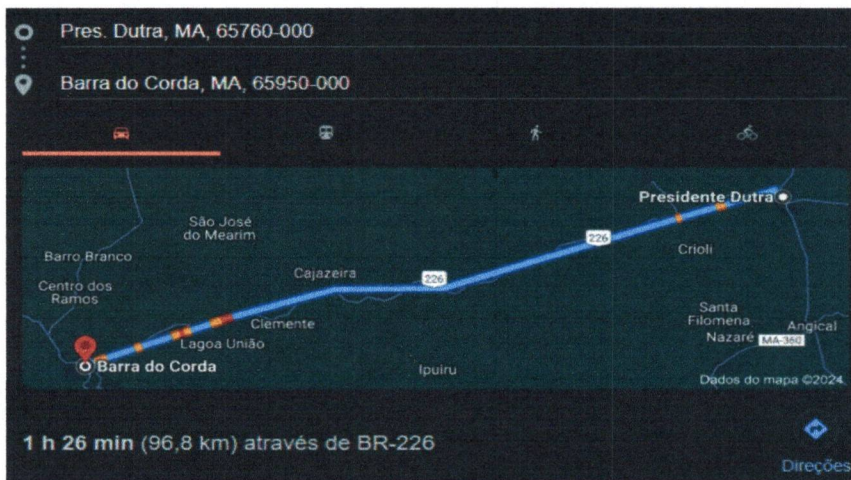 Pres. Dutra, MA, 65760-000
Barra do Corda, MA, 65950-000
Presidente Dutra
São José
do Mearim
226
Crioli
Barro Branco
Cajazeira
226
Centro dos
Ramos
Santa
Filomena
Clemente
Angical
Nazaré
MA-360
Lagoa União
Barra do Corda
Ipuiru
Dados do mapa ©2024
1 h 26 min (96,8 km) através de BR-226
Direções